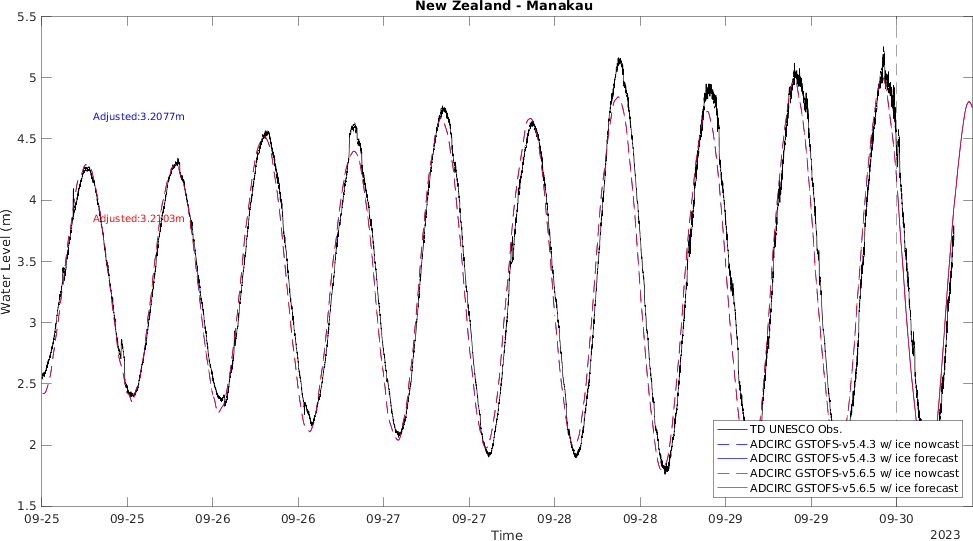 New Zealand - Manakau
5.5
5
4.5
4
3.5
3
2.5
2
1.5
Water Level (m)
Adjusted:3.2077m
Adjusted:3.2103m
TD UNESCO Obs.
ADCIRC GSTOFS-v5.4.3 w/ ice nowcast
ADCIRC GSTOFS-v5.4.3 w/ ice forecast
ADCIRC GSTOFS-v5.6.5 w/ ice nowcast
ADCIRC GSTOFS-v5.6.5 w/ ice forecast
09-25 09-25 09-26 09-26 09-27 09-27 09-28 09-28 09-29 09-29 09-30
Time
2023